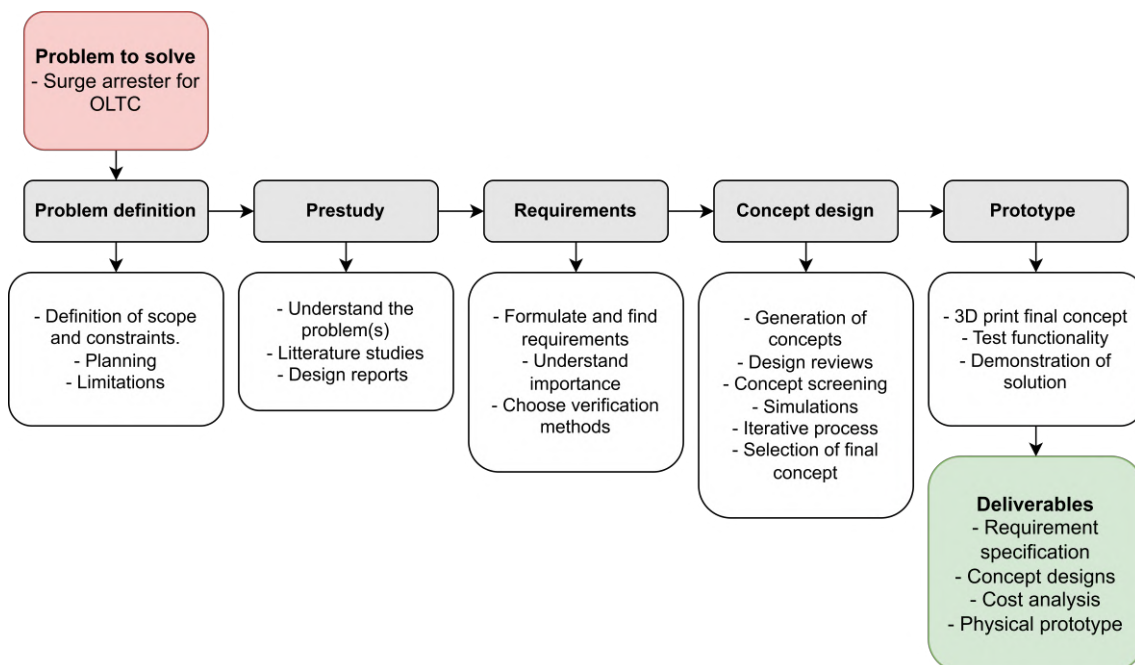 Problem to solve
- Surge arrester for
OLTC
Problem definition
Prestudy
Requirements
Concept design
Prototype
- Definition of scope
and constraints.
- Planning
- Limitations
- Understand the
problem(s)
- Litterature studies
- Design reports
- Formulate and find
requirements
- Understand
importance
- Choose verification
methods
- Generation of
concepts
- Design reviews
- Concept screening
- Simulations
- Iterative process
- Selection of final
concept
- 3D print final concept
- Test functionality
- Demonstration of
solution
Deliverables
- Requirement
specification
- Concept designs
- Cost analysis
- Physical prototype